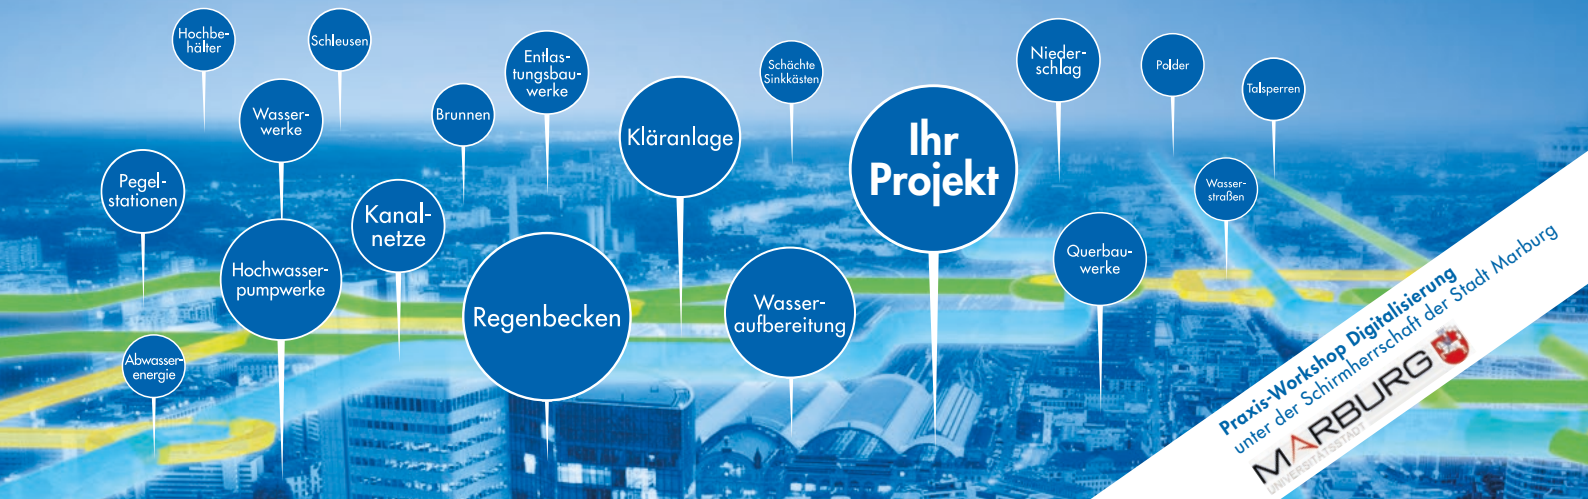 Hochbe-
hälter
Schleusen
Entlas-
tungsbau-
werke
Schächte
Sinkkästen
Nieder-
schlag
Polder
Talsperren
Wasser-
werke
Brunnen
Kläranlage
Ihr
Projekt
Pegel-
stationen
Kanal-
netze
Wasser-
straßen
Hochwasser-
pumpwerke
Regenbecken
Wasser-
aufbereitung
Querbau-
werke
Abwasser-
energie
Praxis-Workshop Digitalisierung
unter der Schirmherrschaft der Stadt Marburg
MARBURG
UNIVERSITÄTSSTADT